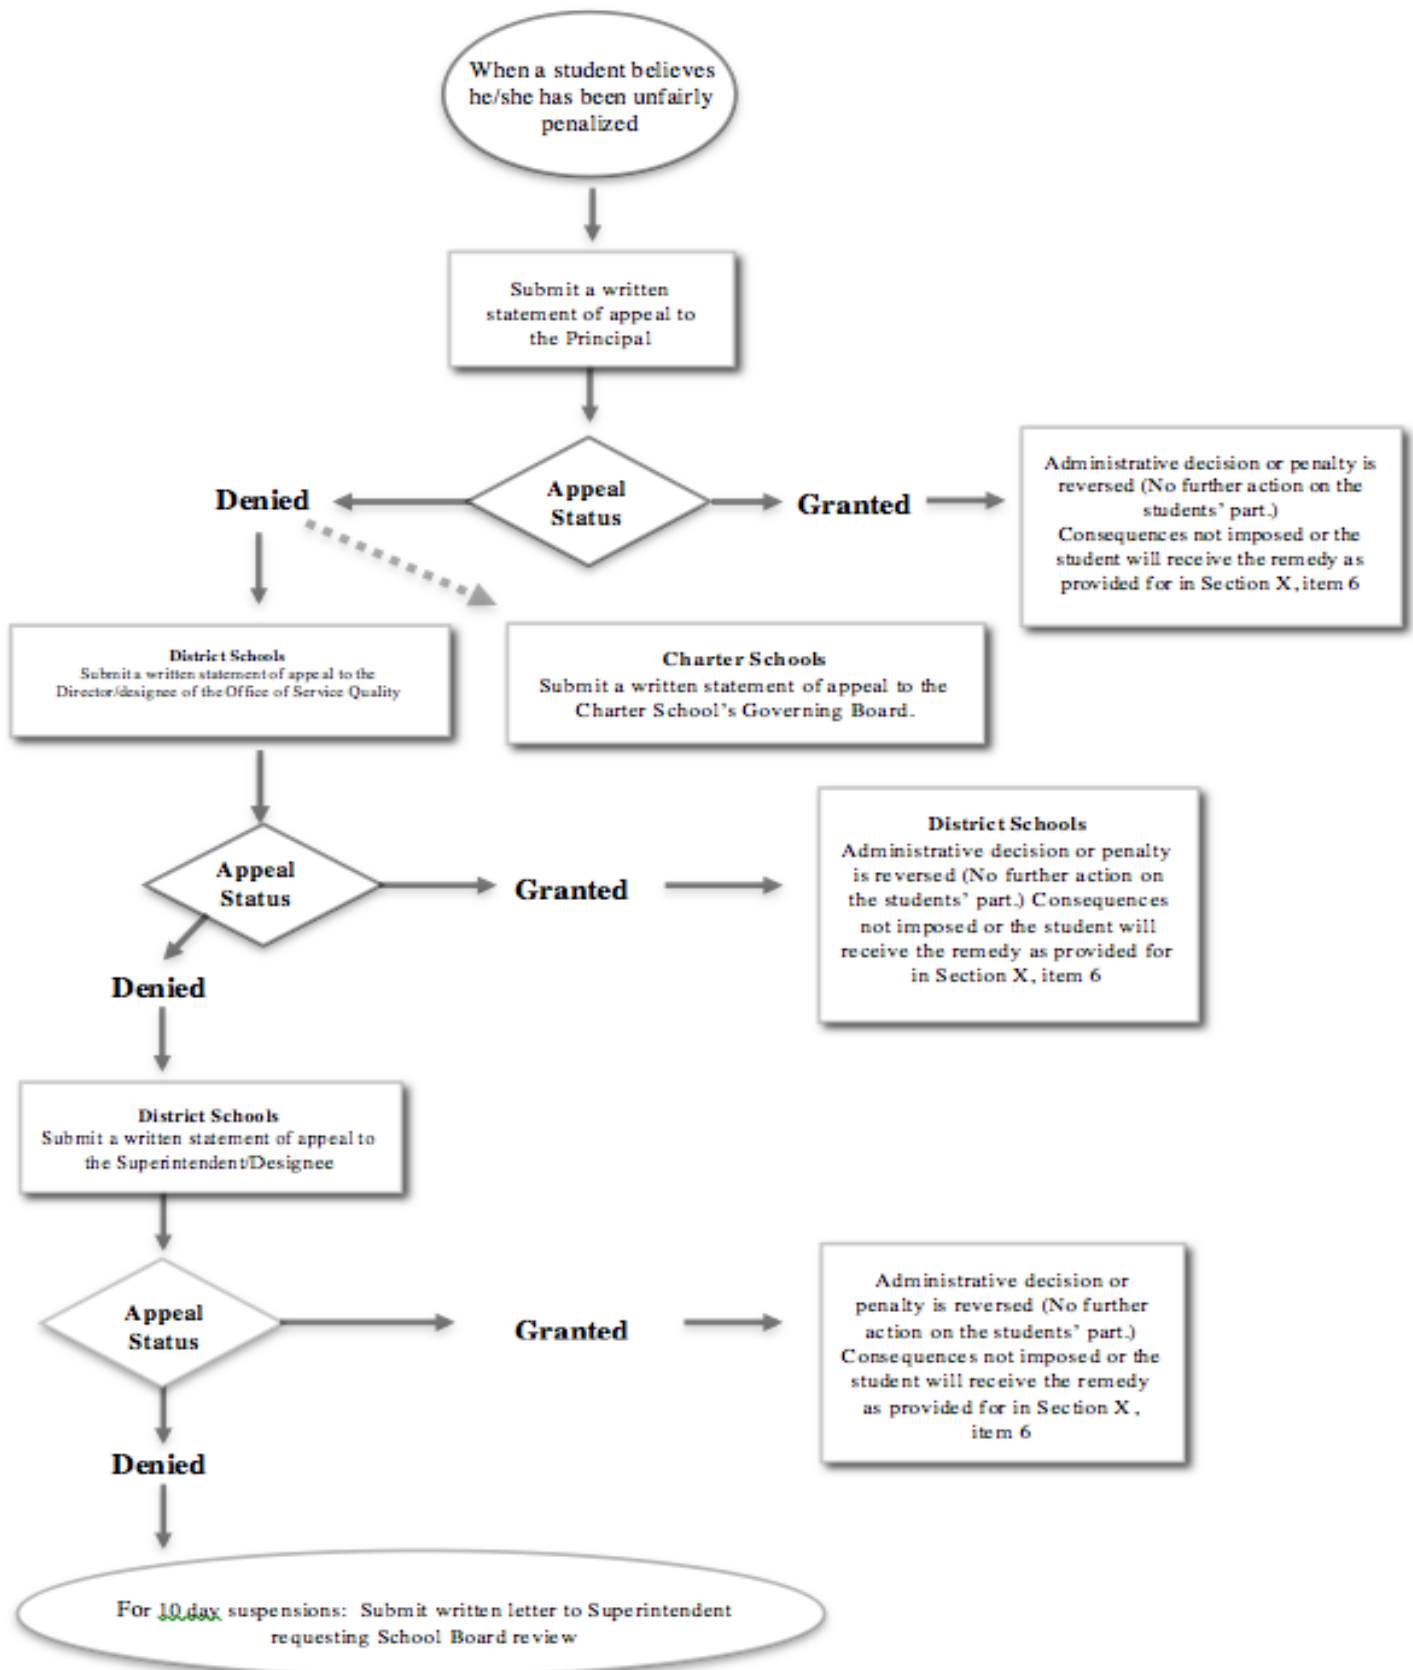 When a student believes
he/she has been unfairly
penalized
Submit a written
statement of appeal to
the Principal
Appeal
Status
Denied
Granted
Administrative decision or penalty is
reversed (No further action on the
students' part.)
Consequences not imposed or the
student will receive the remedy as
provided for in Section X, item 6
District Schools
Submit a written statement of appeal to the
Director/designee of the Office of Service Quality
Charter Schools
Submit a written statement of appeal to the
Charter School's Governing Board.
Appeal
Status
Granted
District Schools
Administrative decision or penalty
is reversed (No further action on
the students' part.) Consequences
not imposed or the student will
receive the remedy as provided for
in Section X, item 6
Denied
District Schools
Submit a written statement of appeal to
the Superintendent/Designee
Appeal
Status
Granted
Administrative decision or
penalty is reversed (No further
action on the students' part.)
Consequences not imposed or the
student will receive the remedy
as provided for in Section X,
item 6
Denied
For 10 day suspensions: Submit written letter to Superintendent
requesting School Board review